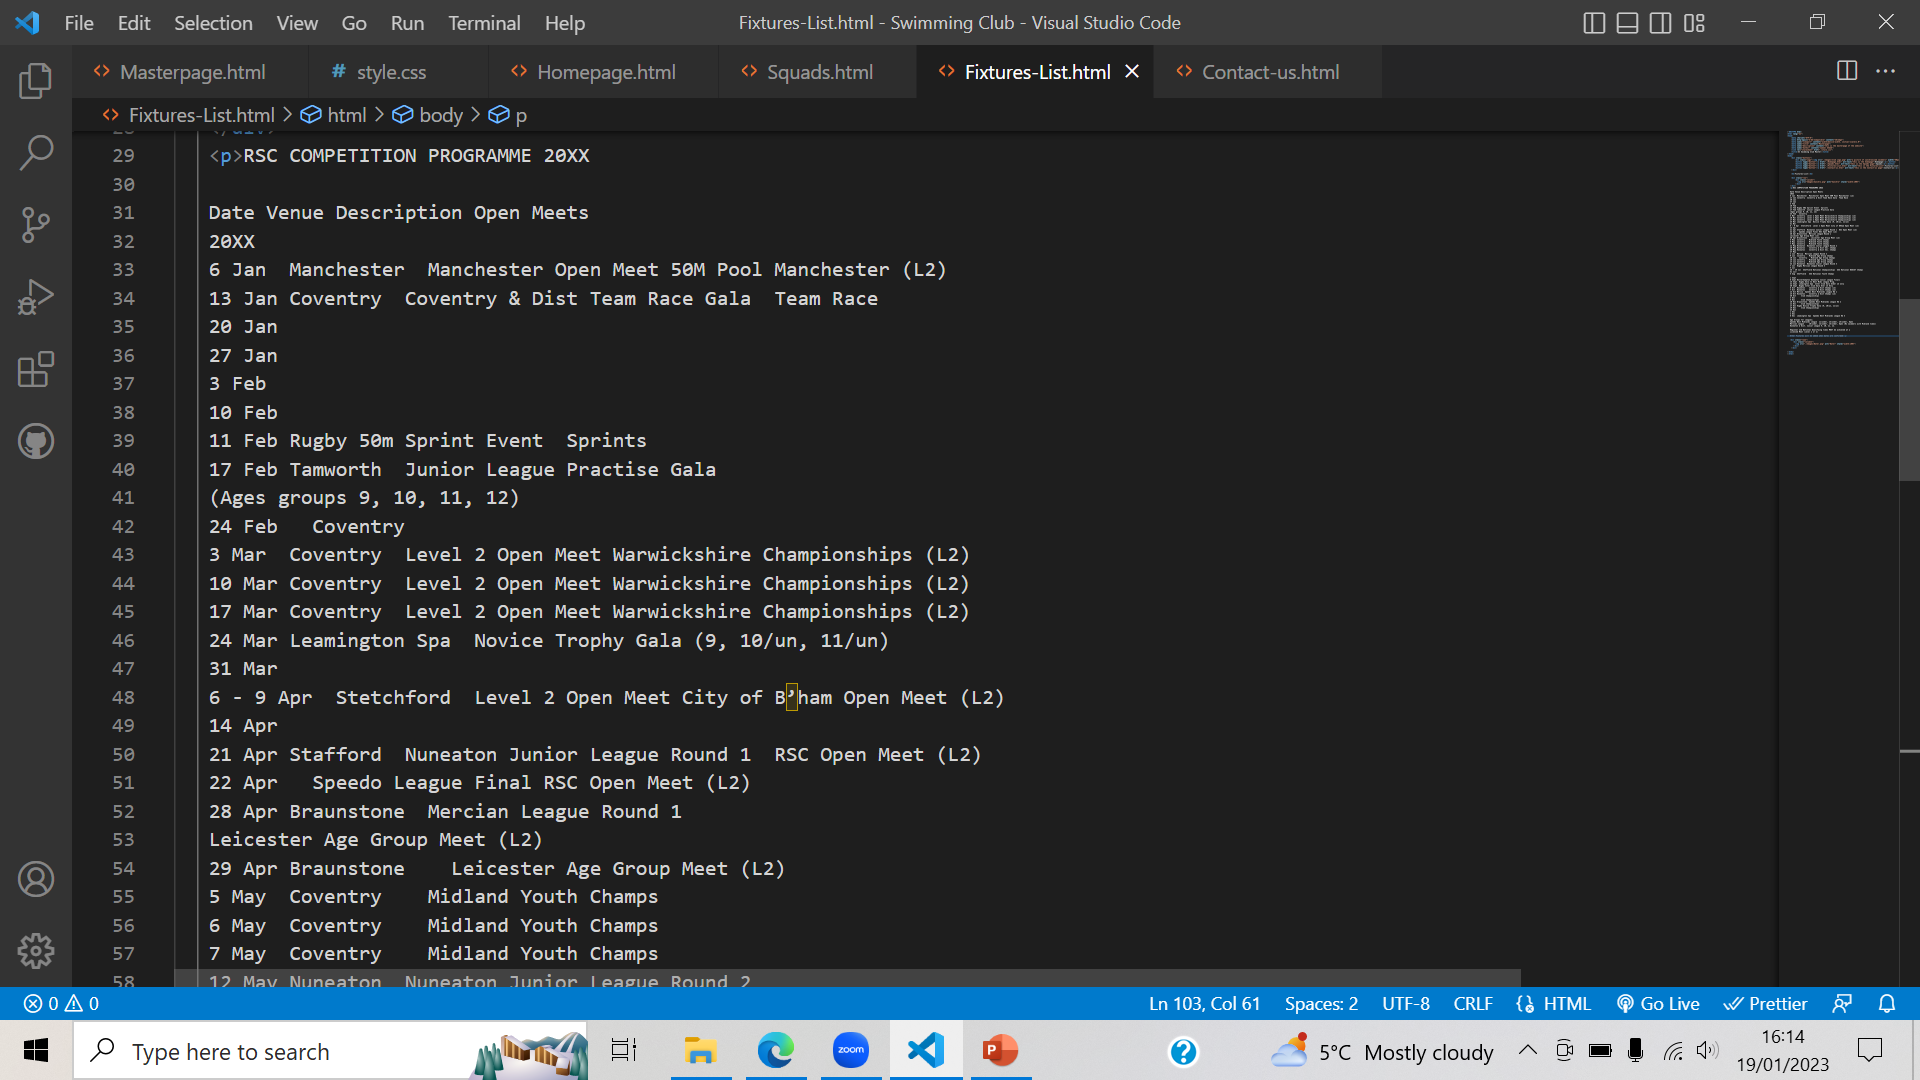 File Edit Selection View Go Run Terminal Help
Fixtures-List.html - Swimming Club - Visual Studio Code
Masterpage.html
# style.css
Homepage.html
Squads.html
Fixtures-List.html
Contact-us.html
Fixtures-List.html > html > body > p
29 <p>RSC COMPETITION PROGRAMME 20XX
30
31 Date Venue Description Open Meets
32 20XX
33 6 Jan  Manchester  Manchester Open Meet 50M Pool Manchester (L2)
34 13 Jan Coventry  Coventry & Dist Team Race Gala  Team Race
35 20 Jan
36 27 Jan
37 3 Feb
38 10 Feb
39 11 Feb Rugby 50m Sprint Event  Sprints
40 17 Feb Tamworth  Junior League Practise Gala
41 (Ages groups 9, 10, 11, 12)
42 24 Feb   Coventry
43 3 Mar  Coventry  Level 2 Open Meet Warwickshire Championships (L2)
44 10 Mar Coventry  Level 2 Open Meet Warwickshire Championships (L2)
45 17 Mar Coventry  Level 2 Open Meet Warwickshire Championships (L2)
46 24 Mar Leamington Spa  Novice Trophy Gala (9, 10/un, 11/un)
47 31 Mar
48 6 - 9 Apr  Stetchford  Level 2 Open Meet City of B’ham Open Meet (L2)
49 14 Apr
50 21 Apr Stafford  Nuneaton Junior League Round 1  RSC Open Meet (L2)
51 22 Apr   Speedo League Final RSC Open Meet (L2)
52 28 Apr Braunstone  Mercian League Round 1
53 Leicester Age Group Meet (L2)
54 29 Apr Braunstone    Leicester Age Group Meet (L2)
55 5 May  Coventry    Midland Youth Champs
56 6 May  Coventry    Midland Youth Champs
57 7 May  Coventry    Midland Youth Champs
58 12 May Nuneaton  Nuneaton Junior League Round 2
0 0
Ln 103, Col 61 Spaces: 2 UTF-8 CRLF HTML Go Live Prettier
Type here to search
zoom
P
5°C Mostly cloudy
16:14
19/01/2023